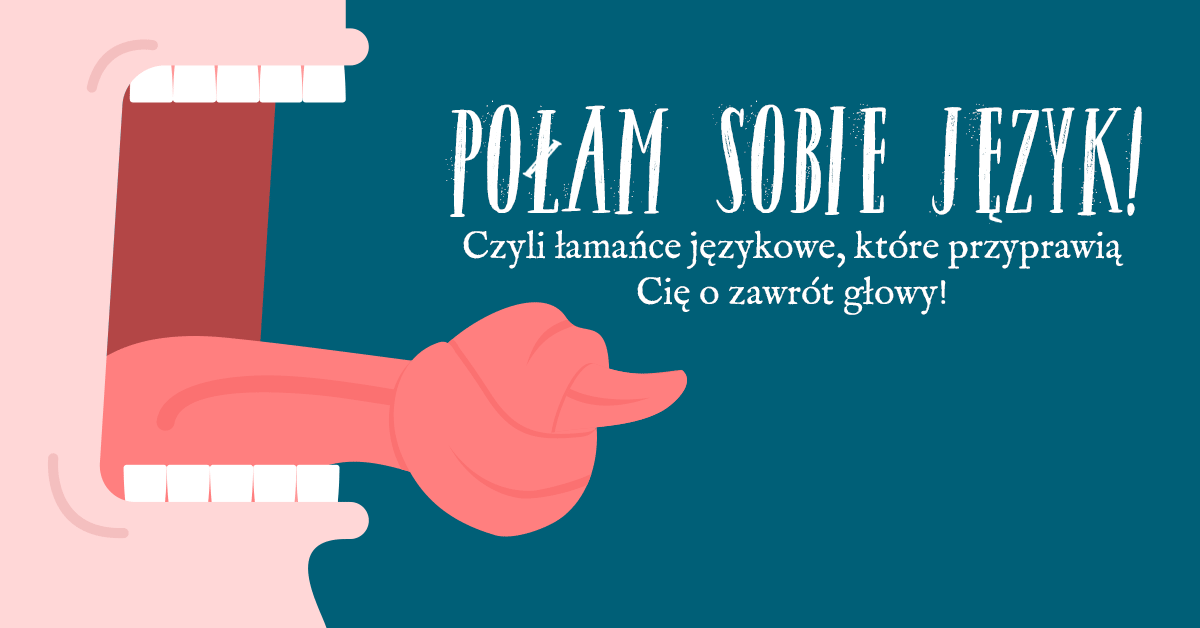 POŁAM SOBIE JĘZYK!
Czyli łamańce językowe, które przyprawią
Cię o zawrót głowy!